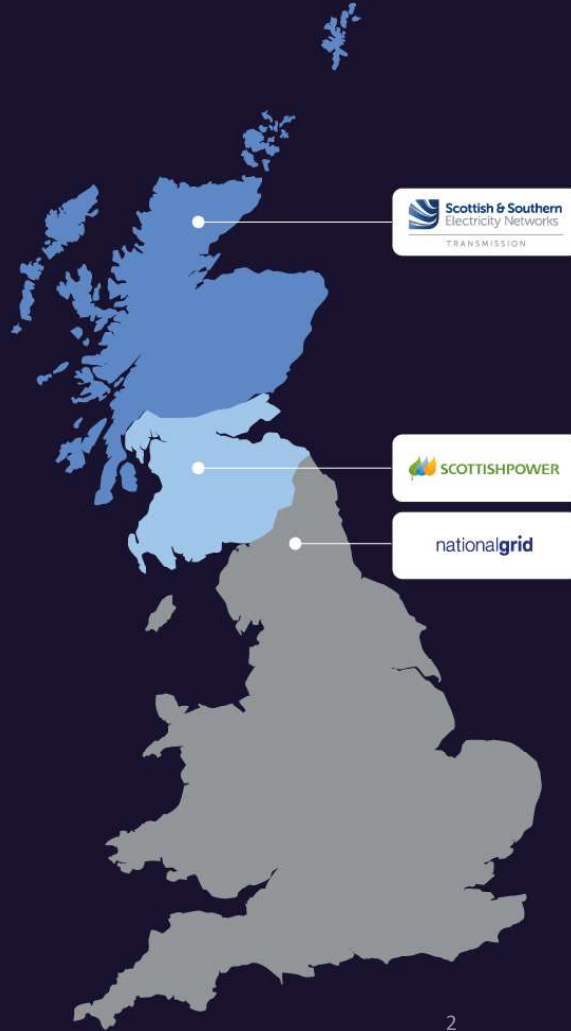 Scottish & Southern
Electricity Networks
TRANSMISSION
SCOTTISHPOWER
nationalgrid
2